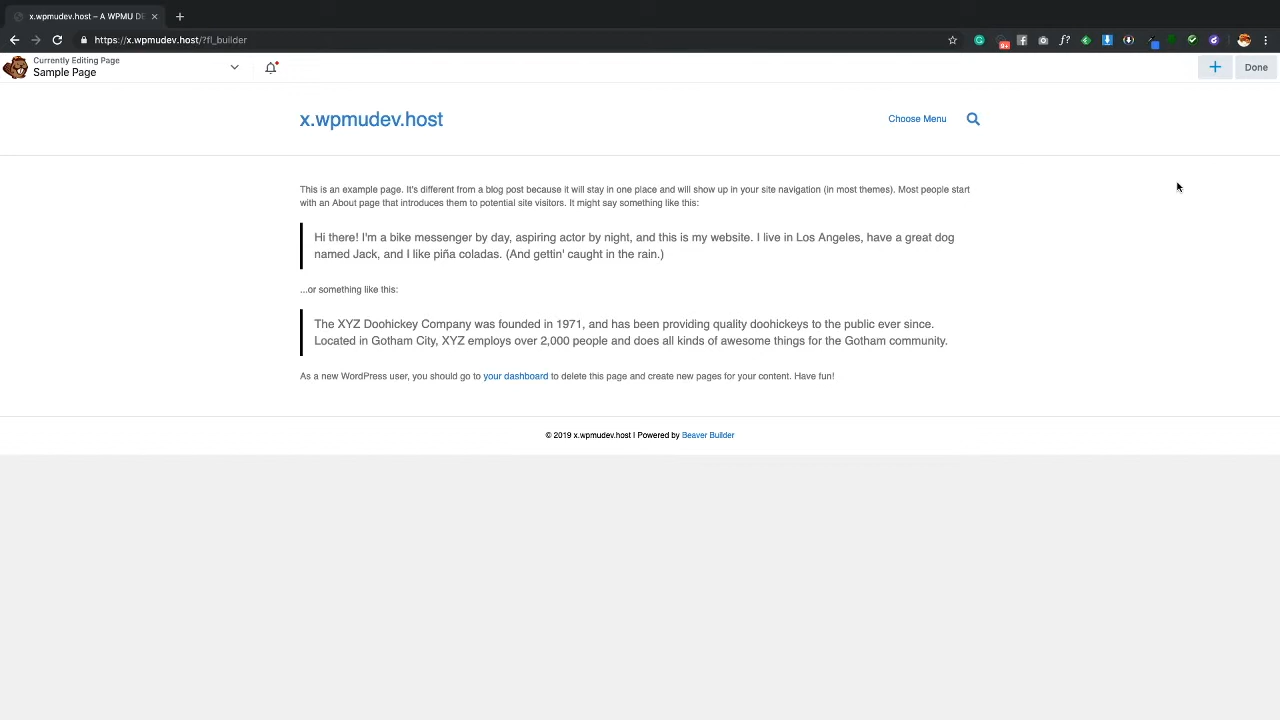 x.wpmudev.host – A WPMU DE
https://x.wpmudev.host/?fl_builder
f?
Currently Editing Page
Sample Page
Done
x.wpmudev.host
Choose Menu
This is an example page. It's different from a blog post because it will stay in one place and will show up in your site navigation (in most themes). Most people start
with an About page that introduces them to potential site visitors. It might say something like this:
Hi there! I'm a bike messenger by day, aspiring actor by night, and this is my website. I live in Los Angeles, have a great dog
named Jack, and I like piña coladas. (And gettin' caught in the rain.)
...or something like this:
The XYZ Doohickey Company was founded in 1971, and has been providing quality doohickeys to the public ever since.
Located in Gotham City, XYZ employs over 2,000 people and does all kinds of awesome things for the Gotham community.
As a new WordPress user, you should go to your dashboard to delete this page and create new pages for your content. Have fun!
© 2019 x.wpmudev.host | Powered by Beaver Builder